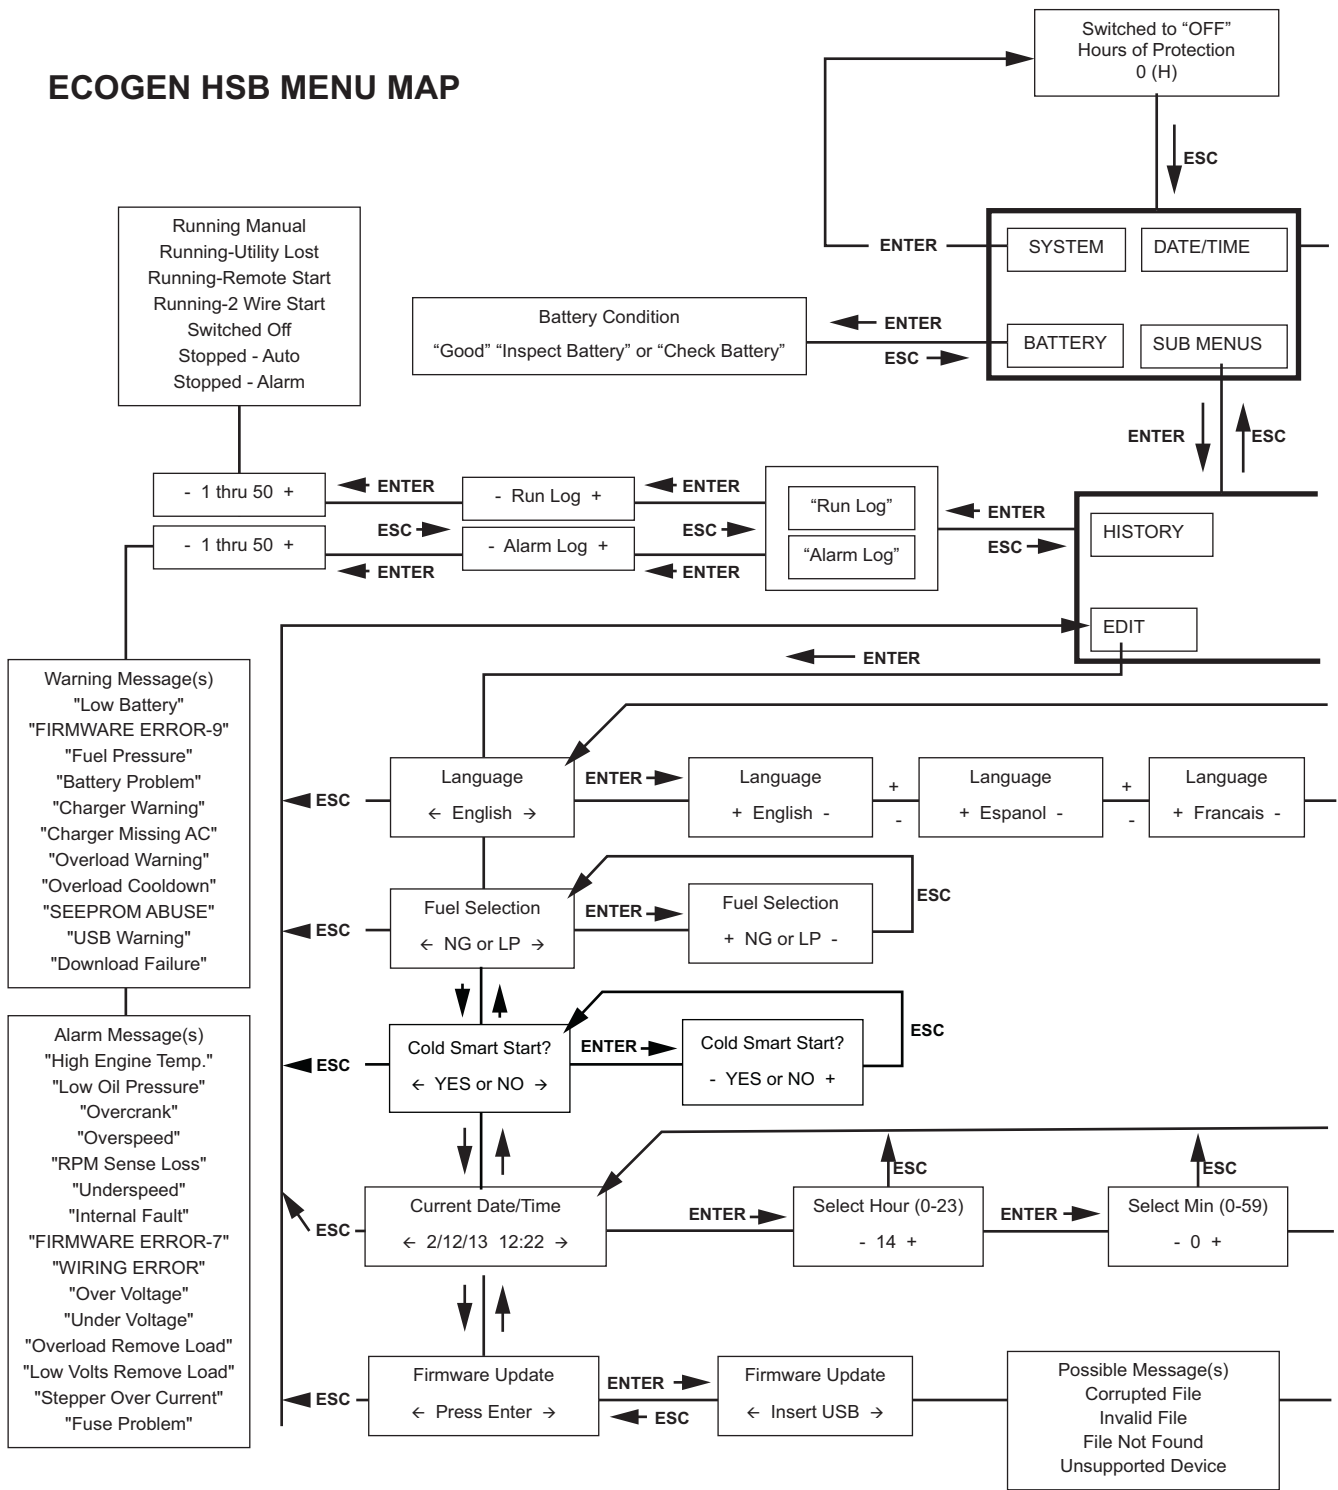 ECOGEN HSB MENU MAP
Switched to “OFF”
Hours of Protection
0 (H)
ESC
ENTER
SYSTEM
DATE/TIME
BATTERY
SUB MENUS
Battery Condition
“Good” “Inspect Battery” or “Check Battery”
ENTER
ESC
ENTER
ESC
Running Manual
Running-Utility Lost
Running-Remote Start
Running-2 Wire Start
Switched Off
Stopped - Auto
Stopped - Alarm
- 1 thru 50 +
ENTER
- Run Log +
ENTER
“Run Log”
ENTER
HISTORY
- 1 thru 50 +
ESC
- Alarm Log +
ESC
“Alarm Log”
ESC
ENTER
ENTER
EDIT
ENTER
Warning Message(s)
"Low Battery"
"FIRMWARE ERROR-9"
"Fuel Pressure"
"Battery Problem"
"Charger Warning"
"Charger Missing AC"
"Overload Warning"
"Overload Cooldown"
"SEEPROM ABUSE"
"USB Warning"
"Download Failure"
Alarm Message(s)
"High Engine Temp."
"Low Oil Pressure"
"Overcrank"
"Overspeed"
"RPM Sense Loss"
"Underspeed"
"Internal Fault"
"FIRMWARE ERROR-7"
"WIRING ERROR"
"Over Voltage"
"Under Voltage"
"Overload Remove Load"
"Low Volts Remove Load"
"Stepper Over Current"
"Fuse Problem"
ESC
Language
← English →
ENTER
Language
+ English -
+
-
Language
+ Espanol -
+
-
Language
+ Francais -
ESC
Fuel Selection
← NG or LP →
ENTER
Fuel Selection
+ NG or LP -
ESC
ESC
Cold Smart Start?
← YES or NO →
ENTER
Cold Smart Start?
- YES or NO +
ESC
ESC
Current Date/Time
← 2/12/13 12:22 →
ENTER
ESC
Select Hour (0-23)
- 14 +
ENTER
ESC
Select Min (0-59)
- 0 +
ESC
Firmware Update
← Press Enter →
ENTER
ESC
Firmware Update
← Insert USB →
Possible Message(s)
Corrupted File
Invalid File
File Not Found
Unsupported Device